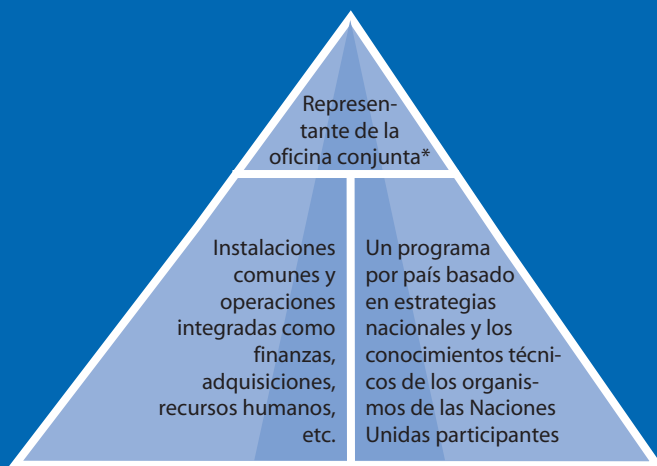 Represen-
tante de la
oficina conjunta*
Instalaciones
comunes y
operaciones
integradas como
finanzas,
adquisiciones,
recursos humanos,
etc.
Un programa
por país basado
en estrategias
nacionales y los
conocimientos técni-
cos de los organis-
mos de las Naciones
Unidas participantes